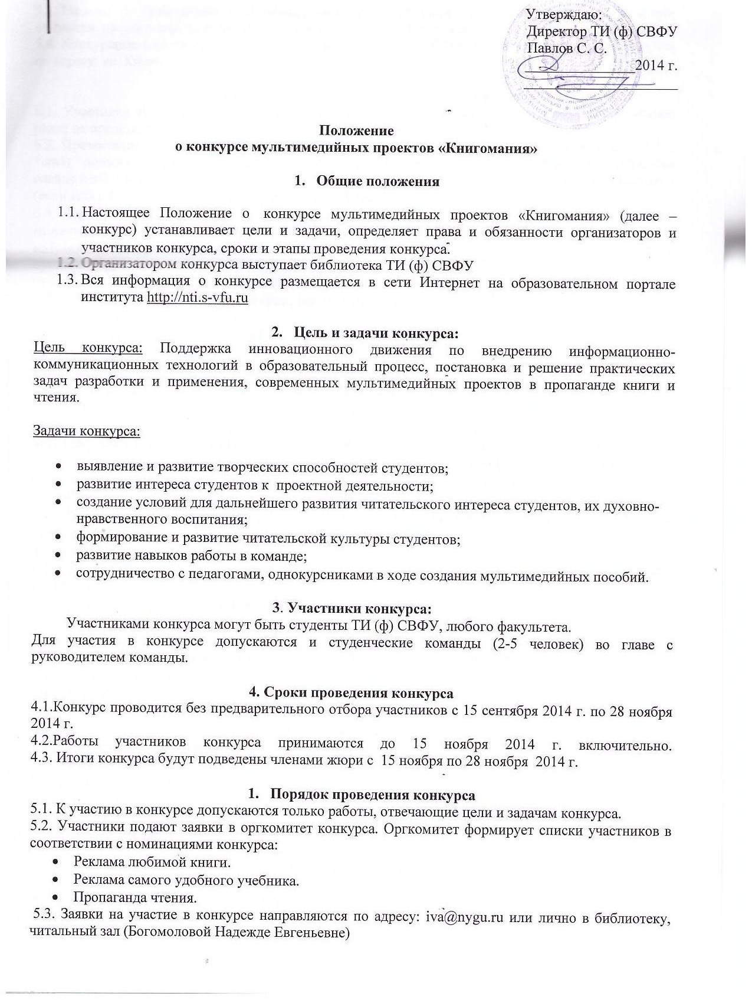 Утверждаю:
Директор ТИ (ф) СВФУ
Павлов С. С.
______________2014 г.
Положение
о конкурсе мультимедийных проектов «Книгомания»
1. Общие положения
1.1. Настоящее Положение о конкурсе мультимедийных проектов «Книгомания» (далее –
конкурс) устанавливает цели и задачи, определяет права и обязанности организаторов и
участников конкурса, сроки и этапы проведения конкурса.
1.2. Организатором конкурса выступает библиотека ТИ (ф) СВФУ
1.3. Вся информация о конкурсе размещается в сети Интернет на образовательном портале
института http://nti.s-vfu.ru
2. Цель и задачи конкурса:
Цель конкурса: Поддержка инновационного движения по внедрению информационно-
коммуникационных технологий в образовательный процесс, постановка и решение практических
задач разработки и применения, современных мультимедийных проектов в пропаганде книги и
чтения.
Задачи конкурса:
• выявление и развитие творческих способностей студентов;
• развитие интереса студентов к проектной деятельности;
• создание условий для дальнейшего развития читательского интереса студентов, их духовно-
нравственного воспитания;
• формирование и развитие читательской культуры студентов;
• развитие навыков работы в команде;
• сотрудничество с педагогами, однокурсниками в ходе создания мультимедийных пособий.
3. Участники конкурса:
Участниками конкурса могут быть студенты ТИ (ф) СВФУ, любого факультета.
Для участия в конкурсе допускаются и студенческие команды (2-5 человек) во главе с
руководителем команды.
4. Сроки проведения конкурса
4.1.Конкурс проводится без предварительного отбора участников с 15 сентября 2014 г. по 28 ноября
2014 г.
4.2.Работы участников конкурса принимаются до 15 ноября 2014 г. включительно.
4.3. Итоги конкурса будут подведены членами жюри с 15 ноября по 28 ноября 2014 г.
1. Порядок проведения конкурса
5.1. К участию в конкурсе допускаются только работы, отвечающие цели и задачам конкурса.
5.2. Участники подают заявки в оргкомитет конкурса. Оргкомитет формирует списки участников в
соответствии с номинациями конкурса:
• Реклама любимой книги.
• Реклама самого удобного учебника.
• Пропаганда чтения.
5.3. Заявки на участие в конкурсе направляются по адресу: iva@nygu.ru или лично в библиотеку,
читальный зал (Богомоловой Надежде Евгеньевне)